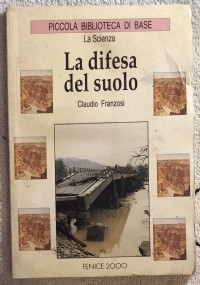 PICCOLA BIBLIOTECA DI BASE
La Scienza
La difesa
del suolo
Claudio Franzosi
FENICE 2000